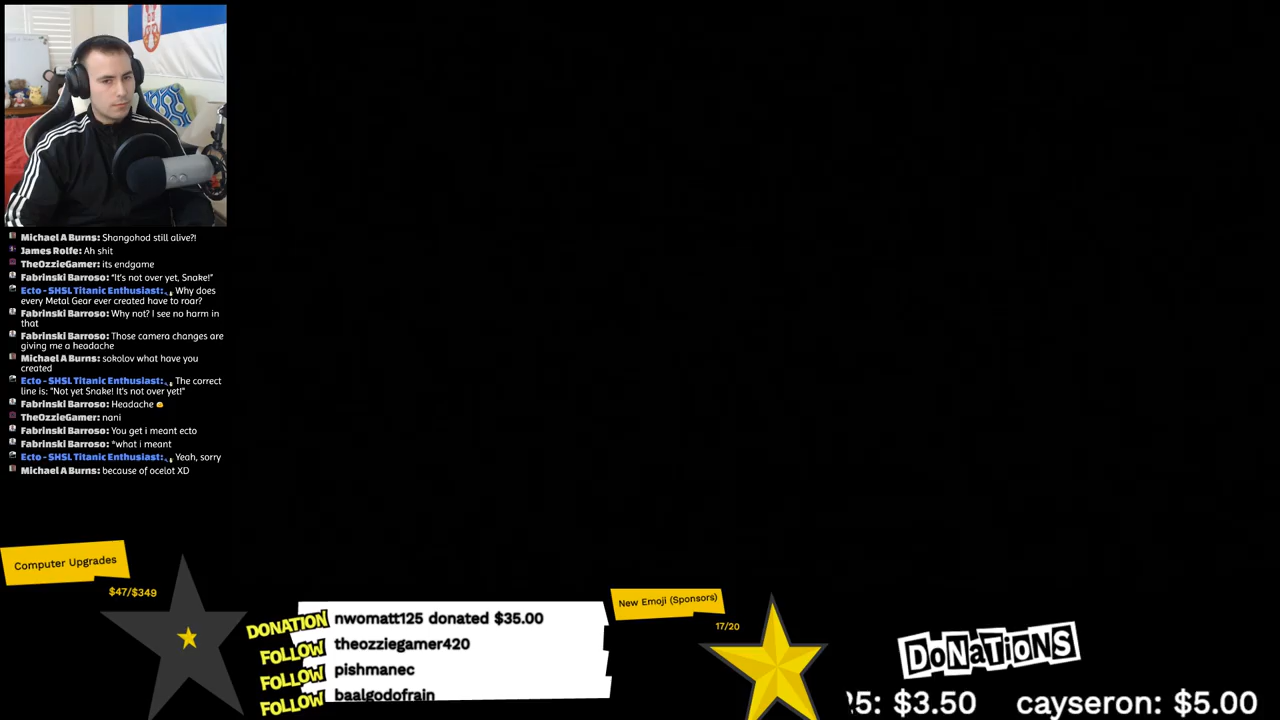 Michael A Burns: Shangohod still alive?!
James Rolfe: Ah shit
TheOzzieGamer: its endgame
Fabrinski Barroso: "It's not over yet, Snake!"
Ecto - SHSL Titanic Enthusiast: Why does
every Metal Gear ever created have to roar?
Fabrinski Barroso: Why not? I see no harm in
that
Fabrinski Barroso: Those camera changes are
giving me a headache
Michael A Burns: sokolov what have you
created
Ecto - SHSL Titanic Enthusiast: The correct
line is: "Not yet Snake! It's not over yet!"
Fabrinski Barroso: Headache
TheOzzieGamer: nani
Fabrinski Barroso: You get i meant ecto
Fabrinski Barroso: *what i meant
Ecto - SHSL Titanic Enthusiast: Yeah, sorry
Michael A Burns: because of ocelot XD
Computer Upgrades
$47/$349
DONATION nwomatt125 donated $35.00
FOLLOW theozziegamer420
FOLLOW pishmanec
FOLLOW baalgodofrain
New Emoji (Sponsors)
17/20
DoNaTiONS
25: $3.50 cayseron: $5.00